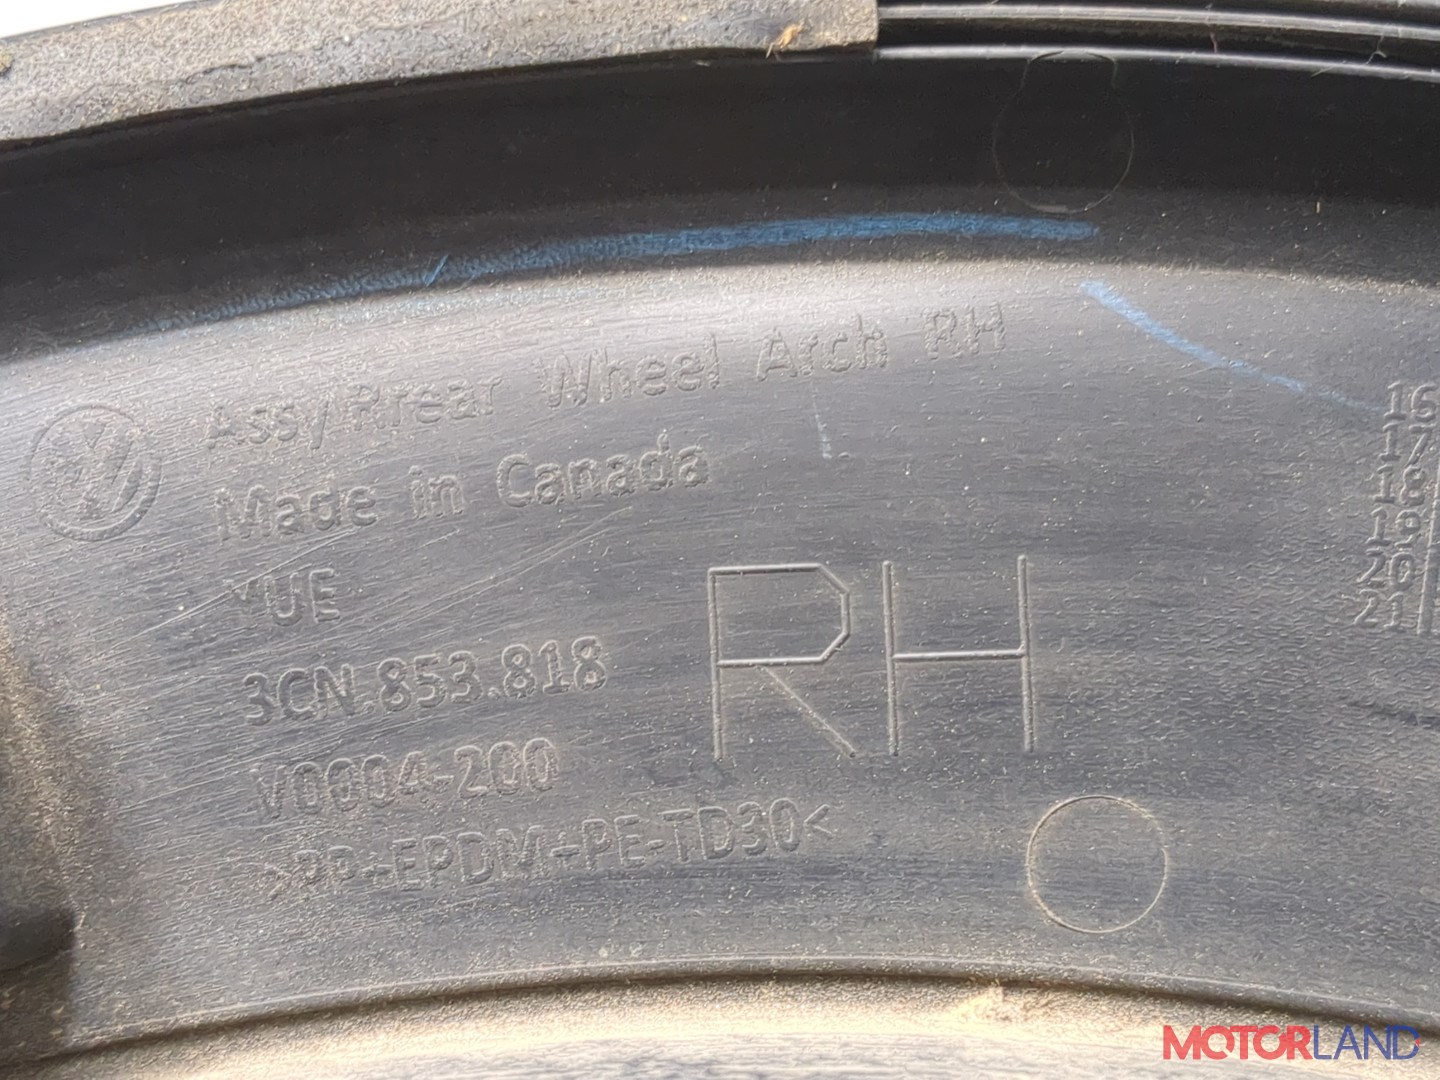 Assy Rrear Wheel Arch RH
Made in Canada
YUE
3CN.853.818
V0004-200
>PP+EPDM+PE-TD30<
RH
16
17
18
19
20
21
MOTORLAND